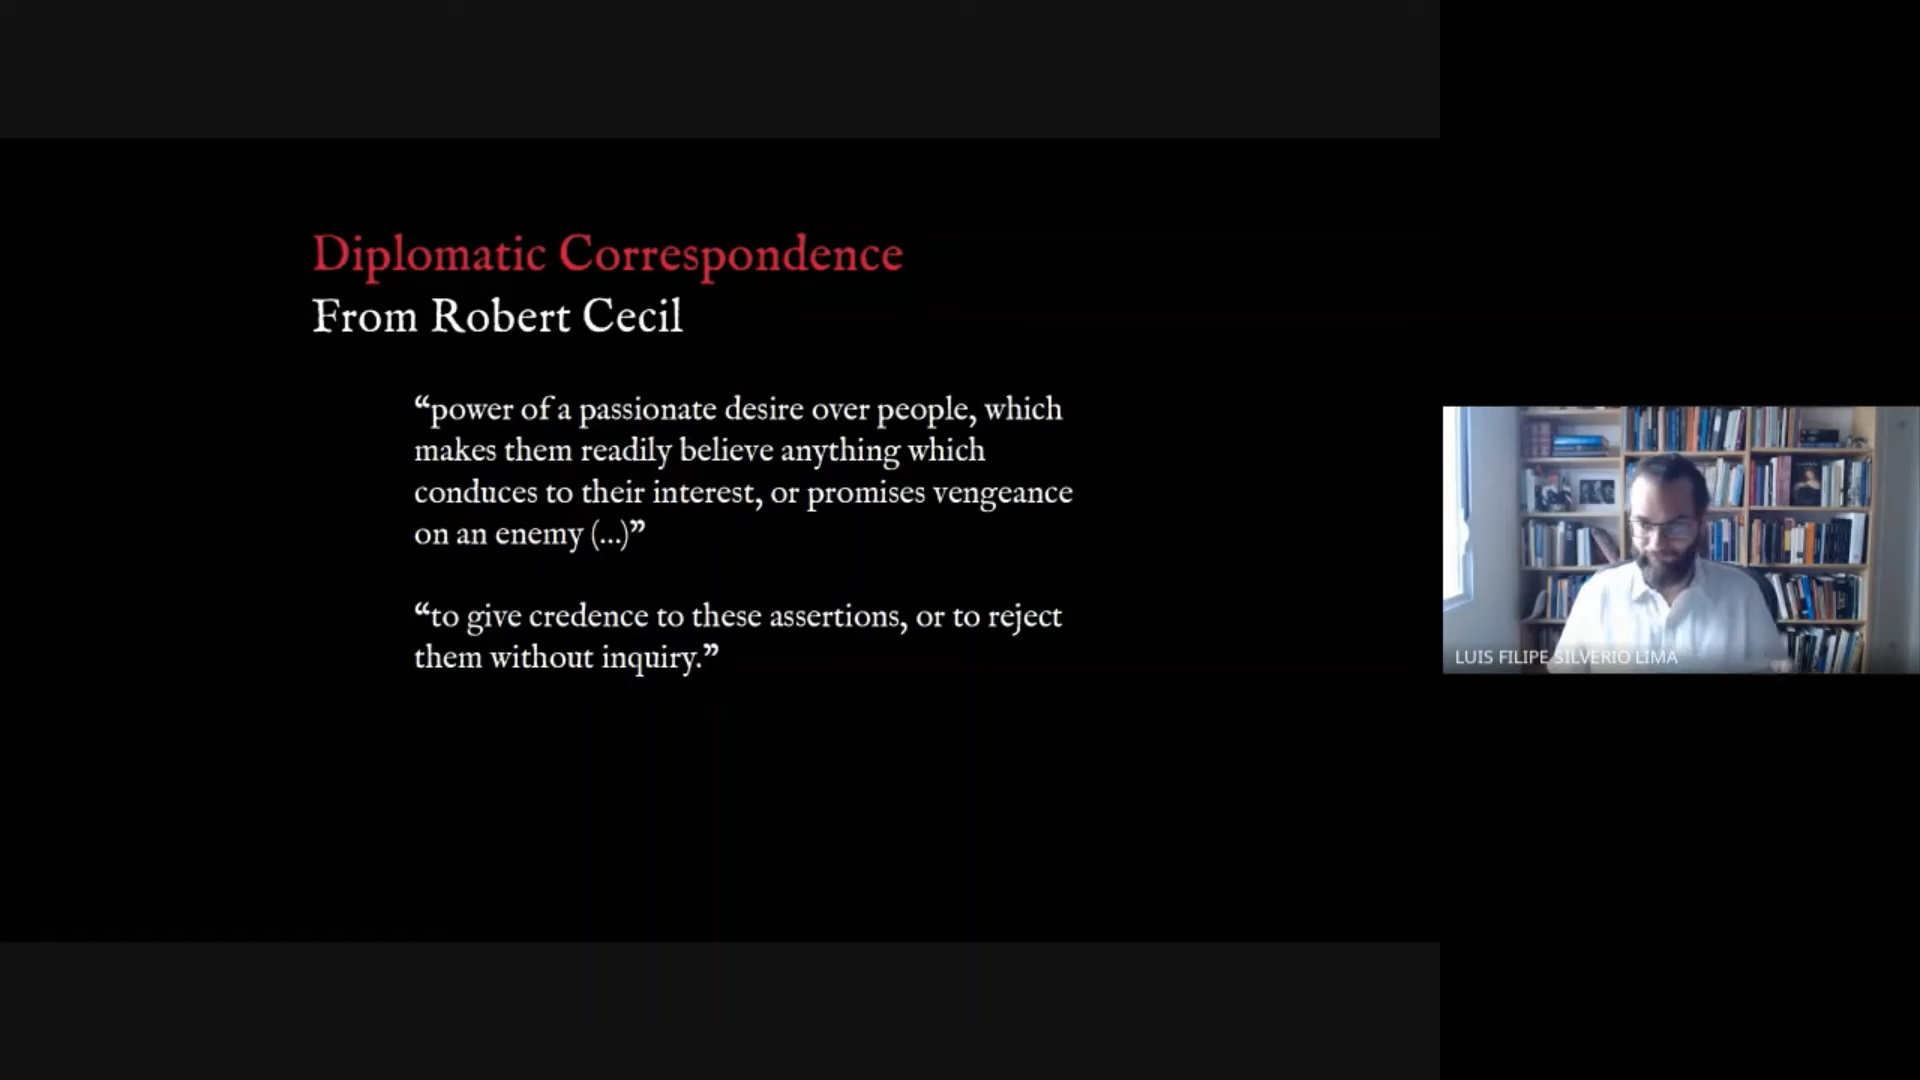 Diplomatic Correspondence
From Robert Cecil
“power of a passionate desire over people, which
makes them readily believe anything which
conduces to their interest, or promises vengeance
on an enemy (...)”
“to give credence to these assertions, or to reject
them without inquiry.”
LUIS FILIPE SILVERIO LIMA